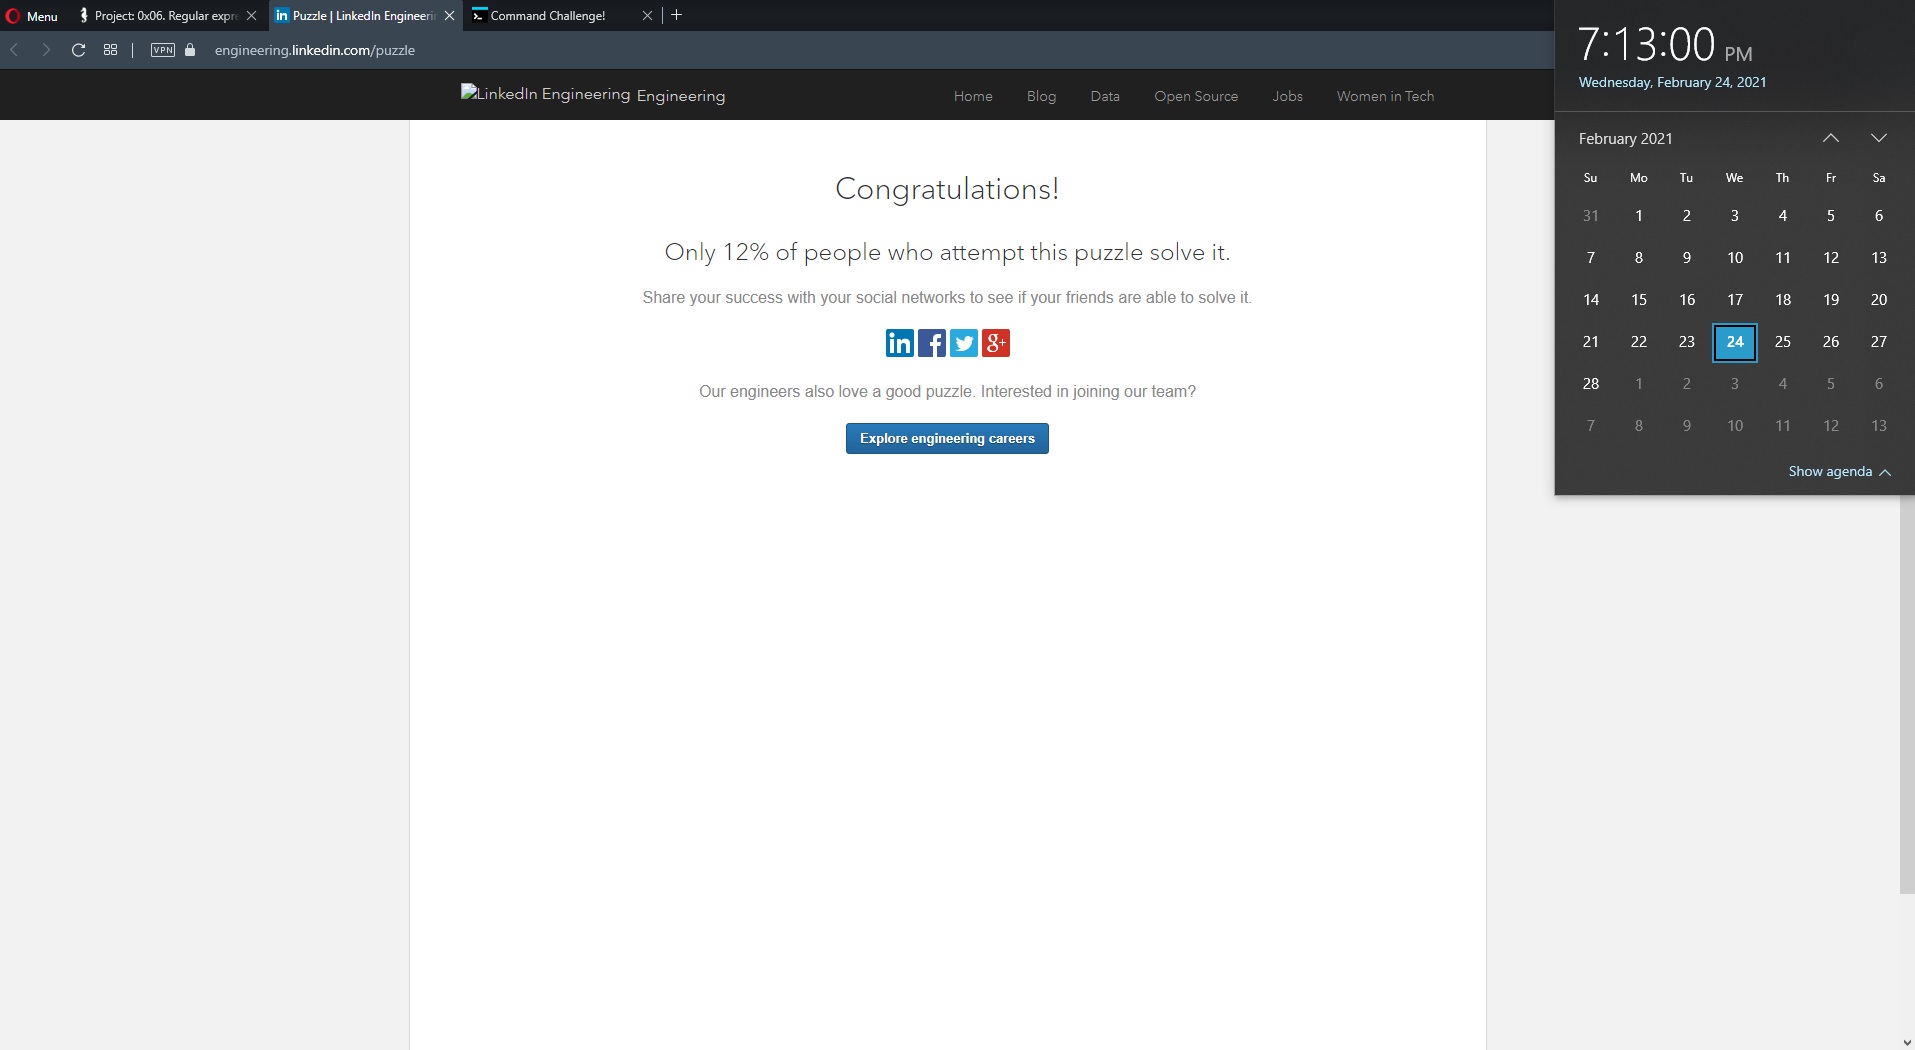 Menu
Project: 0x06. Regular expre
Puzzle | LinkedIn Engineerin
Command Challenge!
VPN
engineering.linkedin.com/puzzle
LinkedIn Engineering Engineering
Home Blog Data Open Source Jobs Women in Tech
Congratulations!
Only 12% of people who attempt this puzzle solve it.
Share your success with your social networks to see if your friends are able to solve it.
in f g+
Our engineers also love a good puzzle. Interested in joining our team?
Explore engineering careers
7:13:00 PM
Wednesday, February 24, 2021
February 2021
Su Mo Tu We Th Fr Sa
31 1 2 3 4 5 6
7 8 9 10 11 12 13
14 15 16 17 18 19 20
21 22 23 24 25 26 27
28 1 2 3 4 5 6
7 8 9 10 11 12 13
Show agenda